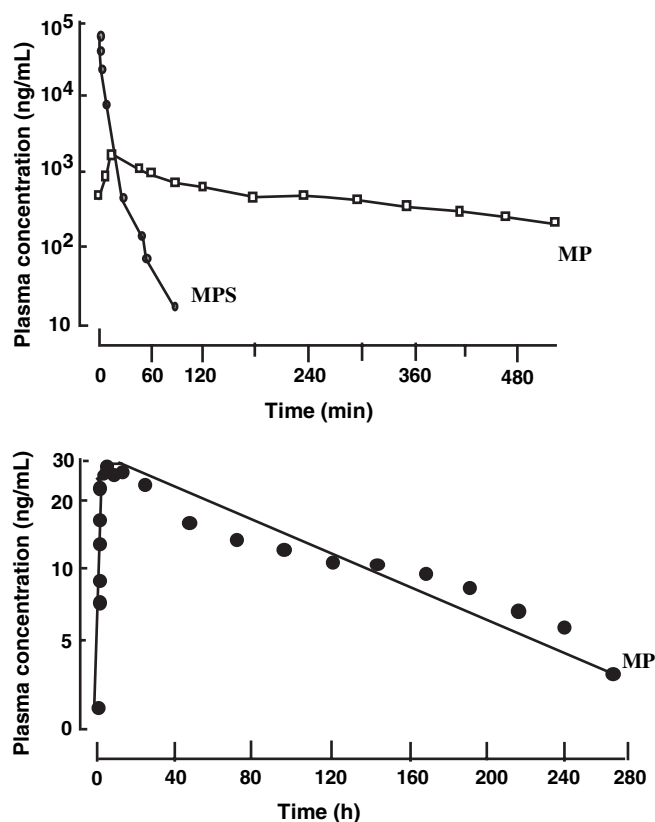 Plasma concentration (ng/mL)
10⁵
10⁴
10³
10²
10
MP
MPS
0 60 120 240 360 480
Time (min)
Plasma concentration (ng/mL)
30
20
10
5
0
MP
0 40 80 120 160 200 240 280
Time (h)